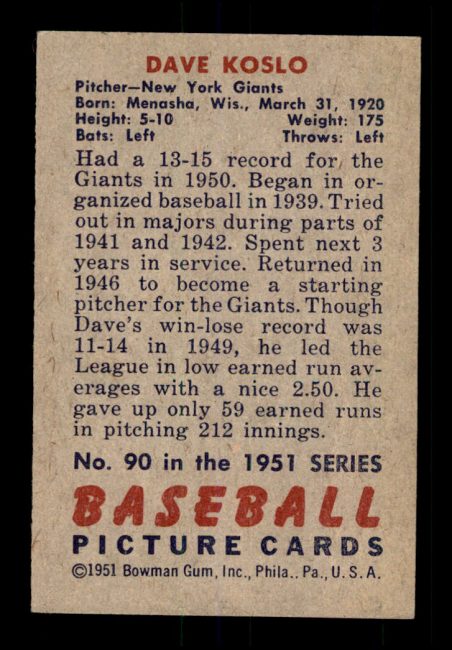 DAVE KOSLO
Pitcher—New York Giants
Born: Menasha, Wis., March 31, 1920
Height: 5-10 Weight: 175
Bats: Left Throws: Left
Had a 13-15 record for the
Giants in 1950. Began in or-
ganized baseball in 1939. Tried
out in majors during parts of
1941 and 1942. Spent next 3
years in service. Returned in
1946 to become a starting
pitcher for the Giants. Though
Dave's win-lose record was
11-14 in 1949, he led the
League in low earned run av-
erages with a nice 2.50. He
gave up only 59 earned runs
in pitching 212 innings.
No. 90 in the 1951 SERIES
BASEBALL
PICTURE CARDS
©1951 Bowman Gum, Inc., Phila., Pa., U.S.A.